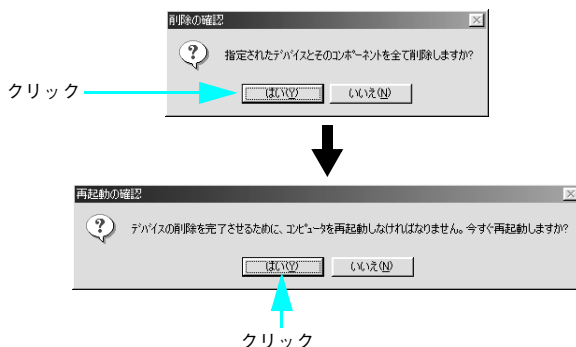 削除の確認
指定されたﾃﾞﾊﾞｲｽとそのｺﾝﾎﾟｰﾈﾝﾄを全て削除しますか?
クリック
はい(Y)
いいえ(N)
再起動の確認
ﾃﾞﾊﾞｲｽの削除を完了させるために、ｺﾝﾋﾟｭｰﾀを再起動しなければなりません。今すぐ再起動しますか?
はい(Y)
いいえ(N)
クリック